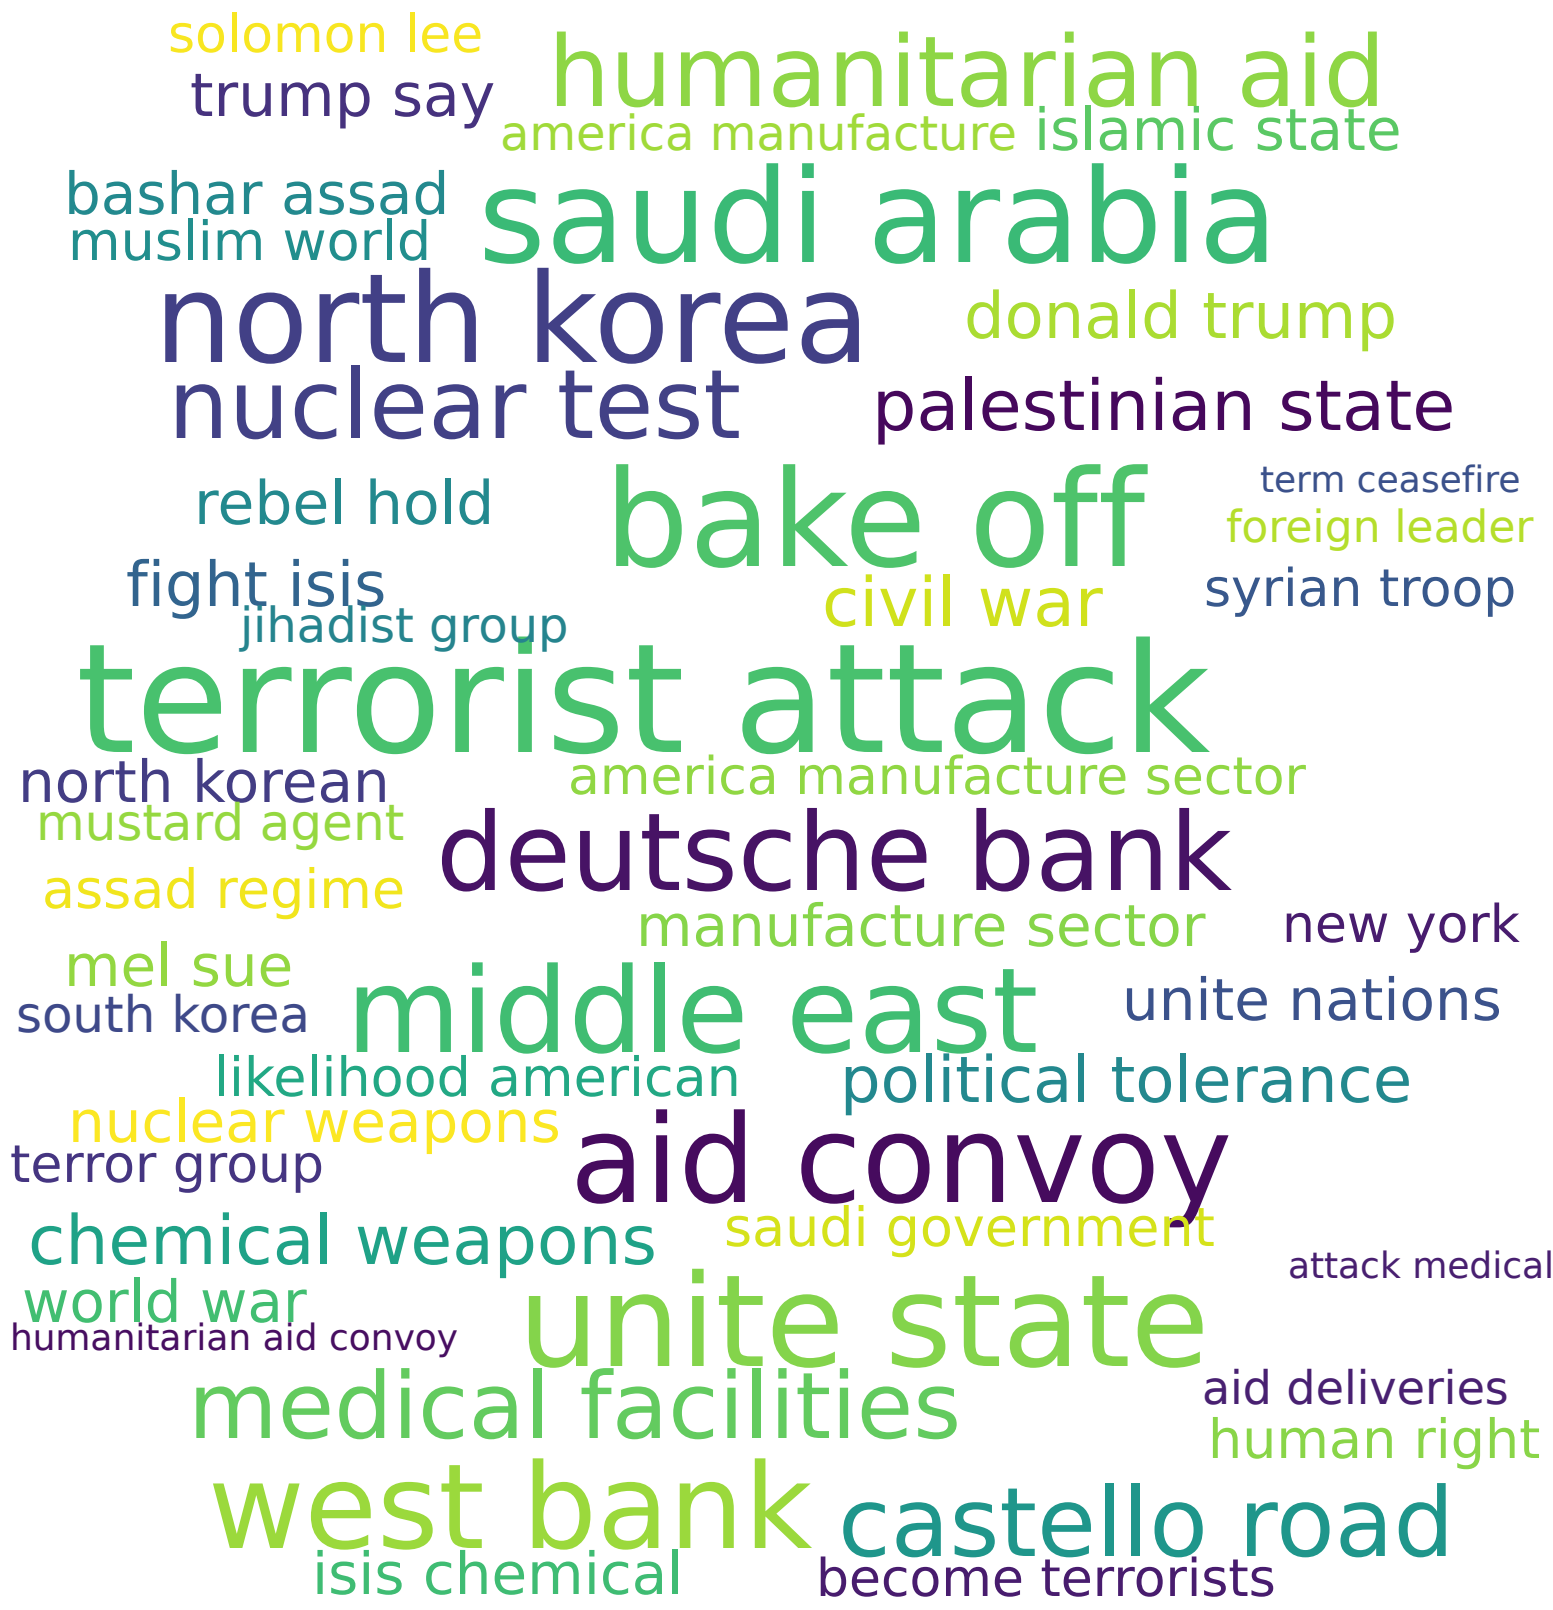 solomon lee
humanitarian aid
trump say
america manufacture
islamic state
bashar assad
saudi arabia
muslim world
north korea
donald trump
nuclear test
palestinian state
rebel hold
bake off
term ceasefire
foreign leader
fight isis
civil war
syrian troop
jihadist group
terrorist attack
north korean
america manufacture sector
mustard agent
deutsche bank
assad regime
manufacture sector
new york
mel sue
middle east
south korea
unite nations
likelihood american
political tolerance
nuclear weapons
aid convoy
terror group
chemical weapons
saudi government
attack medical
world war
unite state
humanitarian aid convoy
medical facilities
aid deliveries
human right
west bank
castello road
isis chemical
become terrorists